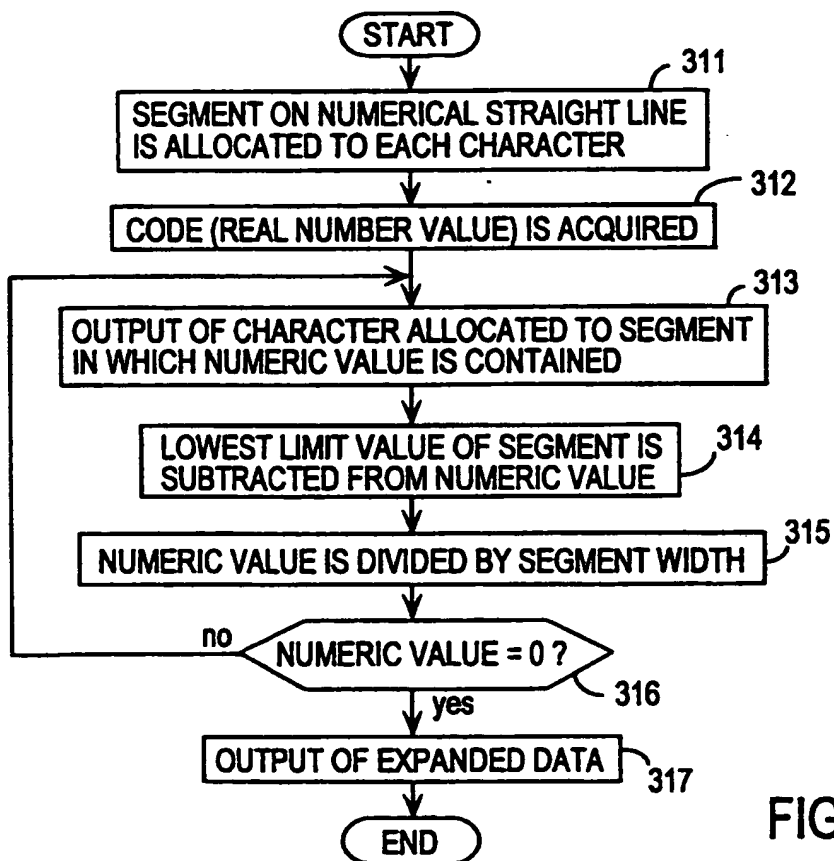 START
311
SEGMENT ON NUMERICAL STRAIGHT LINE
IS ALLOCATED TO EACH CHARACTER
312
CODE (REAL NUMBER VALUE) IS ACQUIRED
313
OUTPUT OF CHARACTER ALLOCATED TO SEGMENT
IN WHICH NUMERIC VALUE IS CONTAINED
LOWEST LIMIT VALUE OF SEGMENT IS
SUBTRACTED FROM NUMERIC VALUE
314
NUMERIC VALUE IS DIVIDED BY SEGMENT WIDTH
315
no
NUMERIC VALUE = 0 ?
316
yes
OUTPUT OF EXPANDED DATA
317
END
FIG